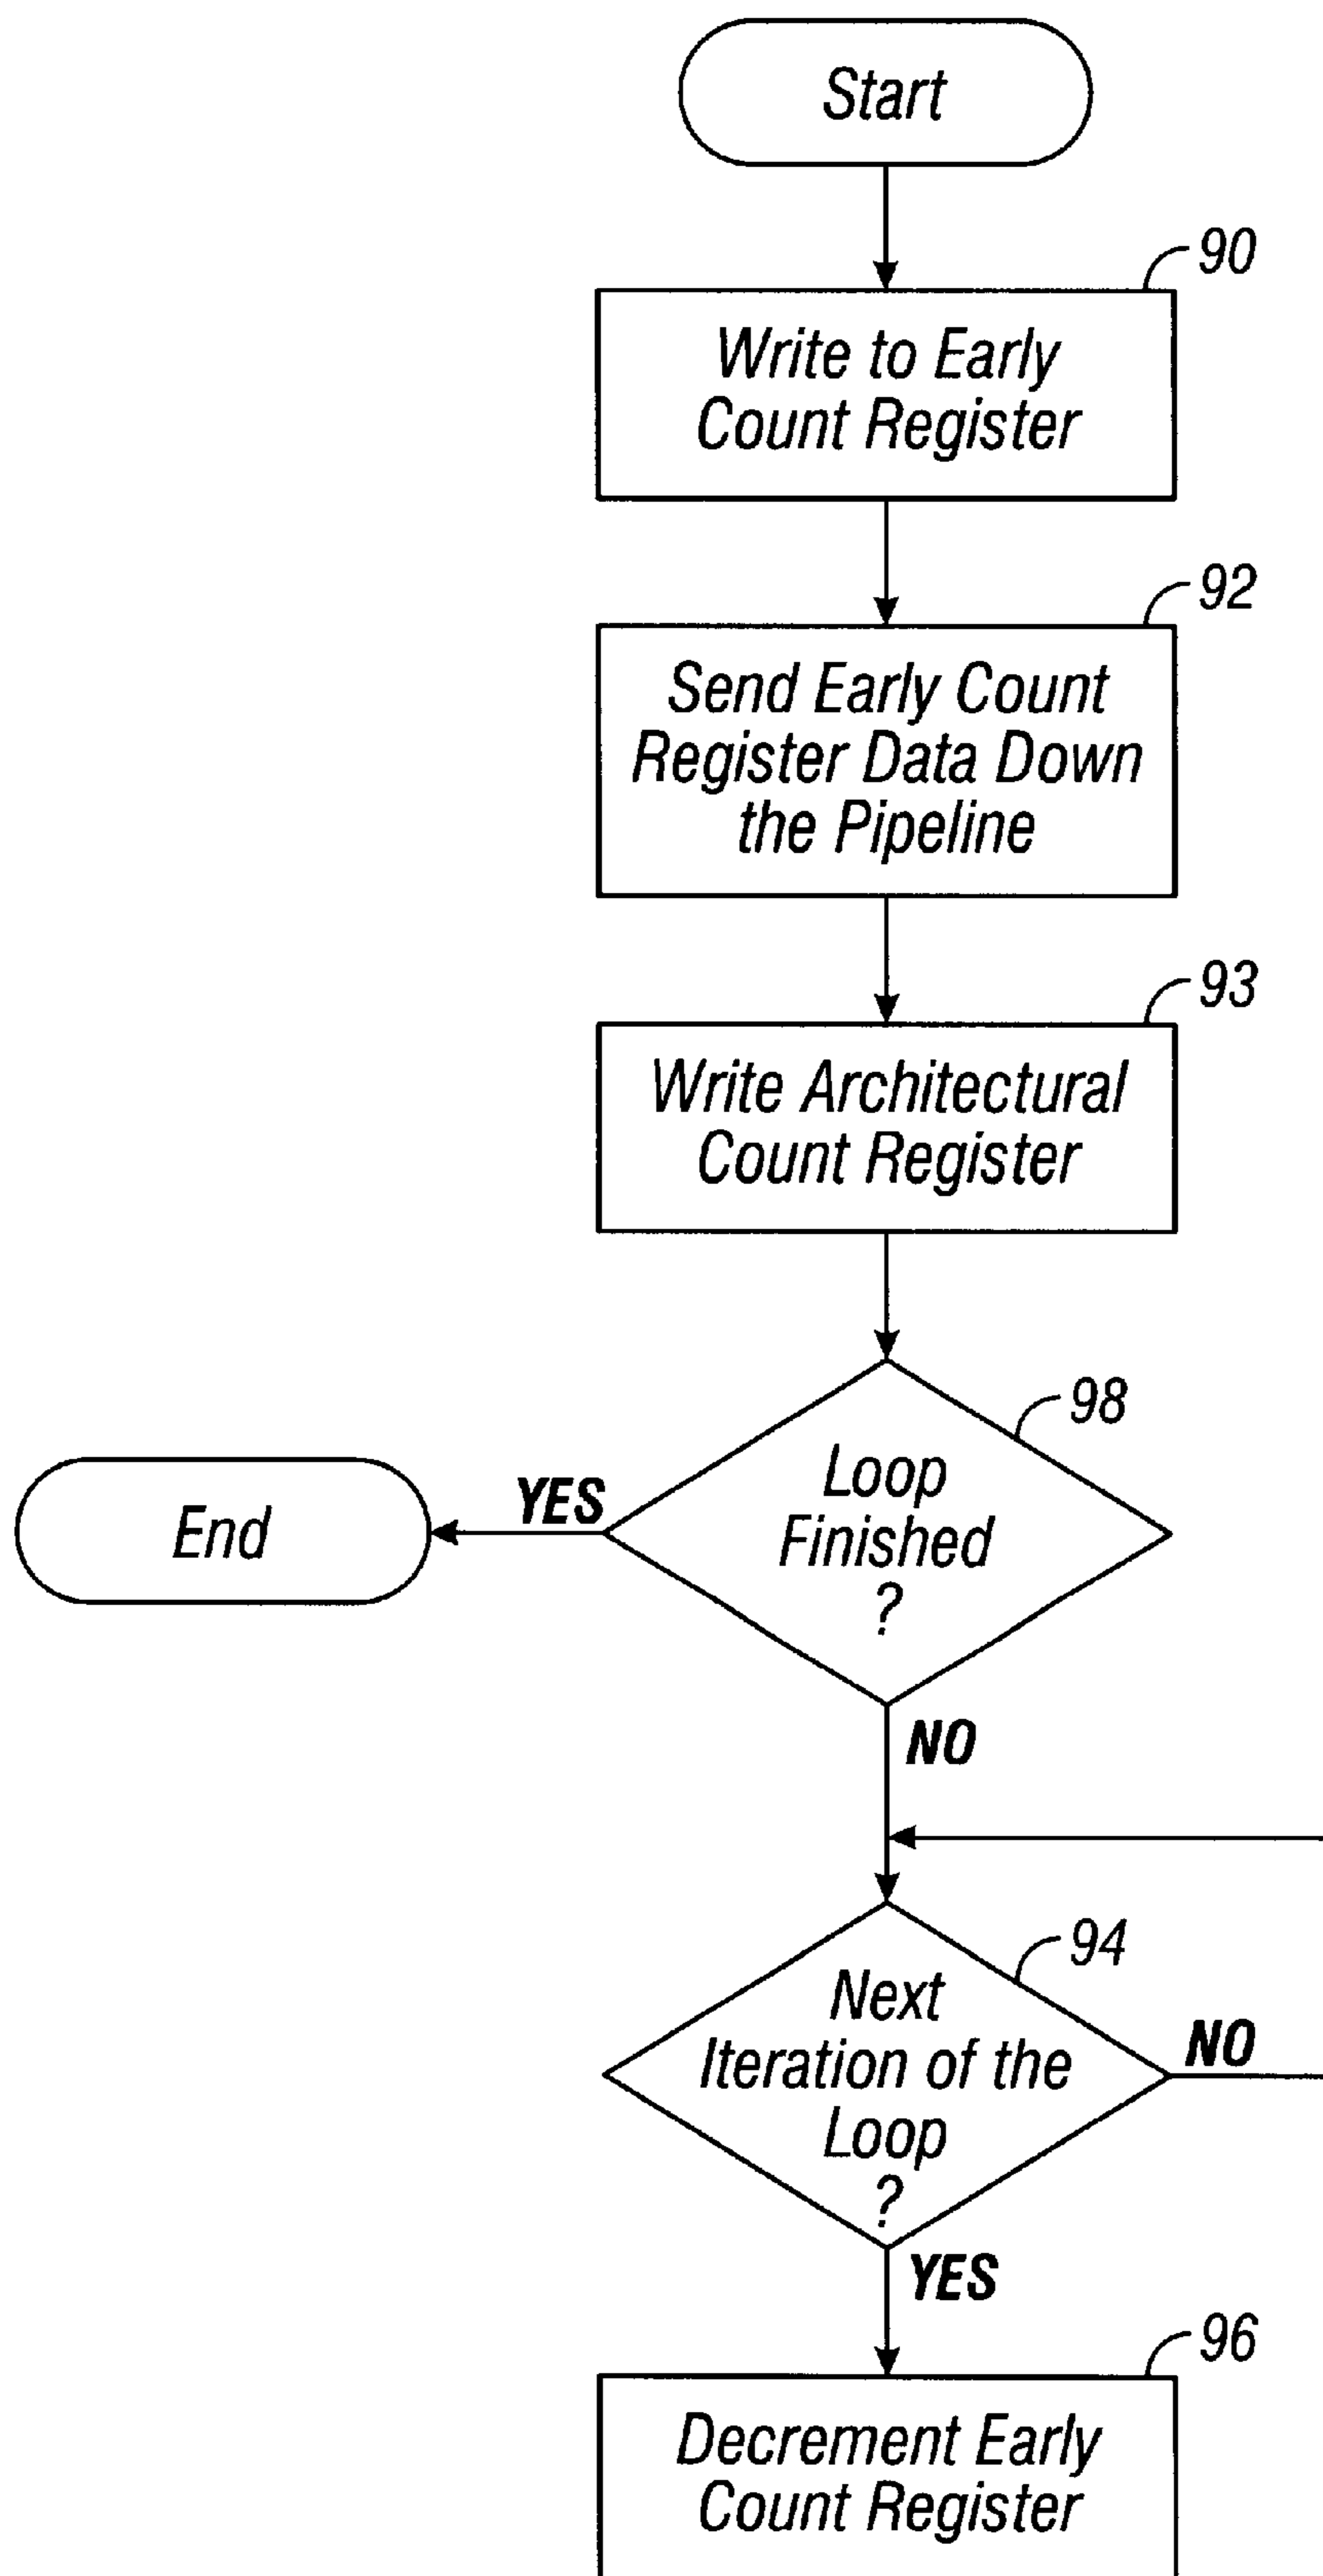 Start
90
Write to Early
Count Register
92
Send Early Count
Register Data Down
the Pipeline
93
Write Architectural
Count Register
98
Loop
Finished
?
YES
End
NO
94
Next
Iteration of the
Loop
?
NO
YES
96
Decrement Early
Count Register